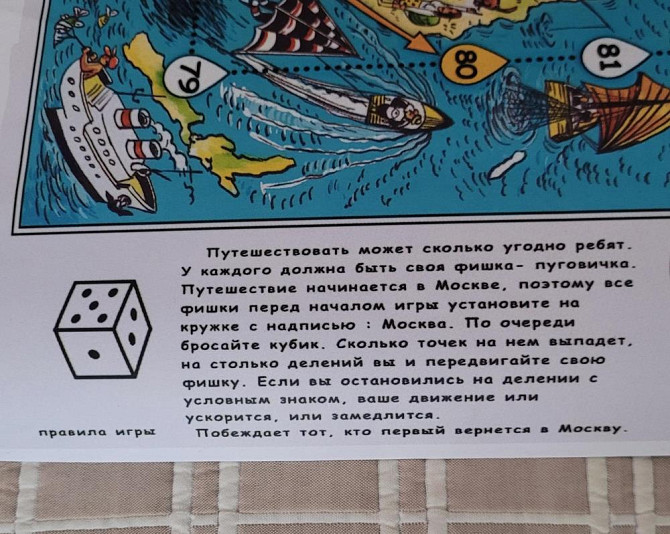 79
80
81
Путешествовать может сколько угодно ребят.
У каждого должна быть своя фишка- пуговичка.
Путешествие начинается в Москве, поэтому все
фишки перед началом игры установите на
кружке с надписью : Москва. По очереди
бросайте кубик. Сколько точек на нем выпадет,
на столько делений вы и передвигайте свою
фишку. Если вы остановились на делении с
условным знаком, ваше движение или
ускорится, или замедлится.
Побеждает тот, кто первый вернется в Москву.
правила игры